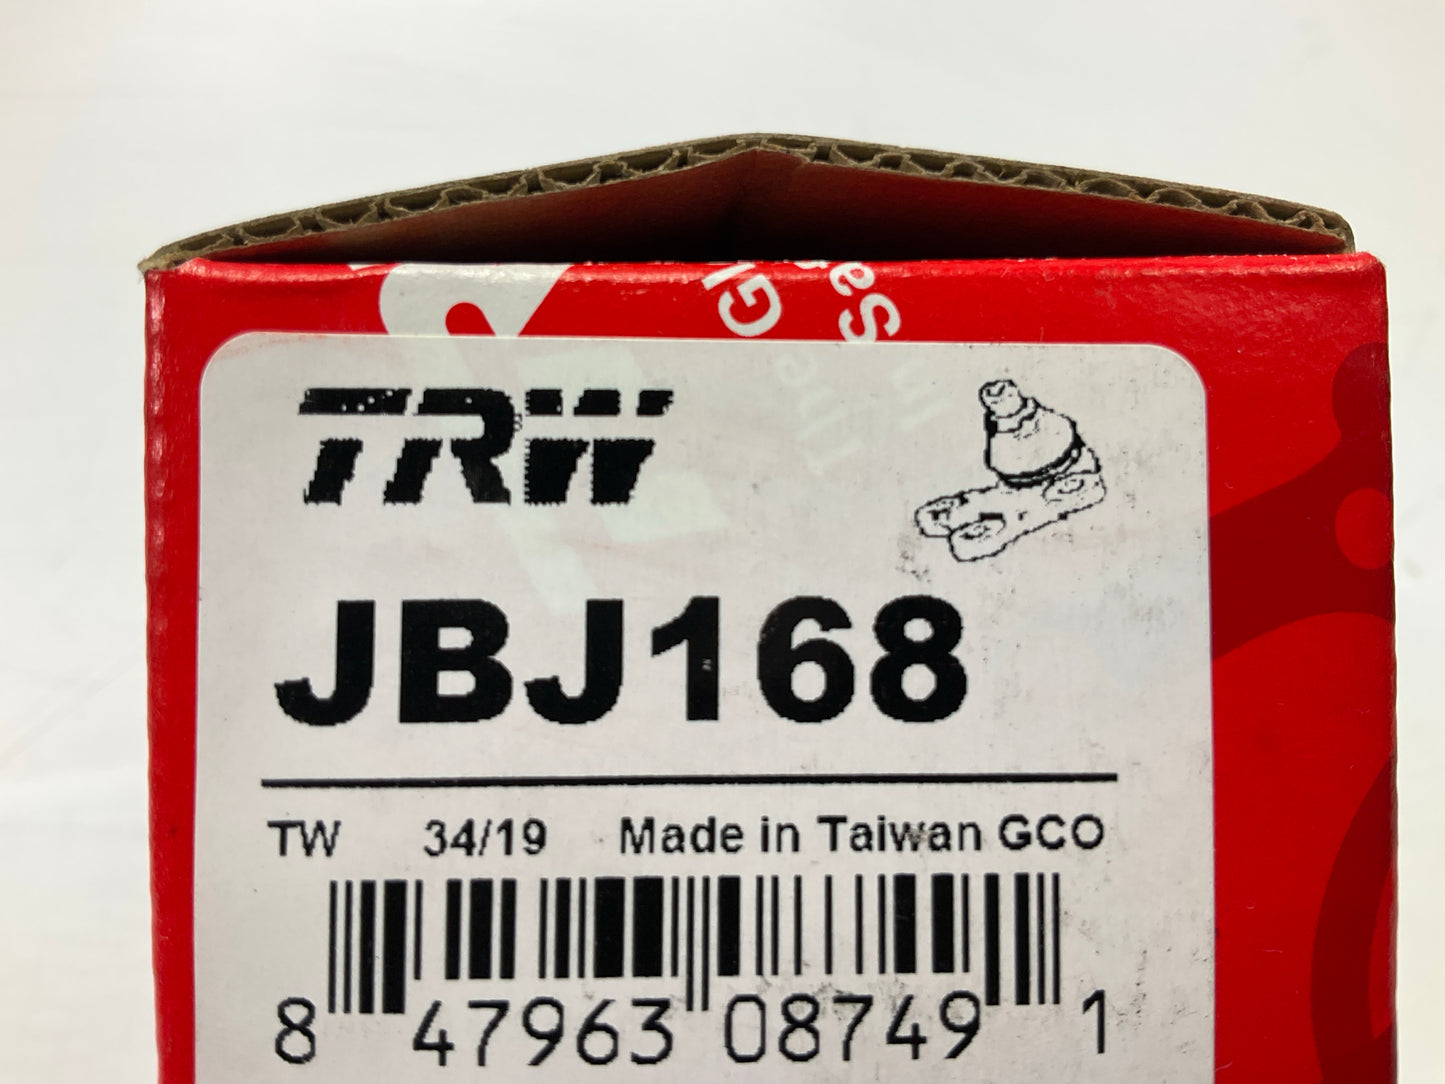 TRW
JBJ168
TW 34/19 Made in Taiwan GCO
8 47963 08749 1